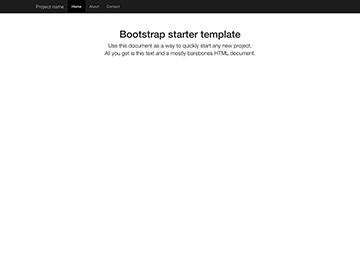 Project name Home About Contact
Bootstrap starter template
Use this document as a way to quickly start any new project.
All you get is this text and a mostly barebones HTML document.